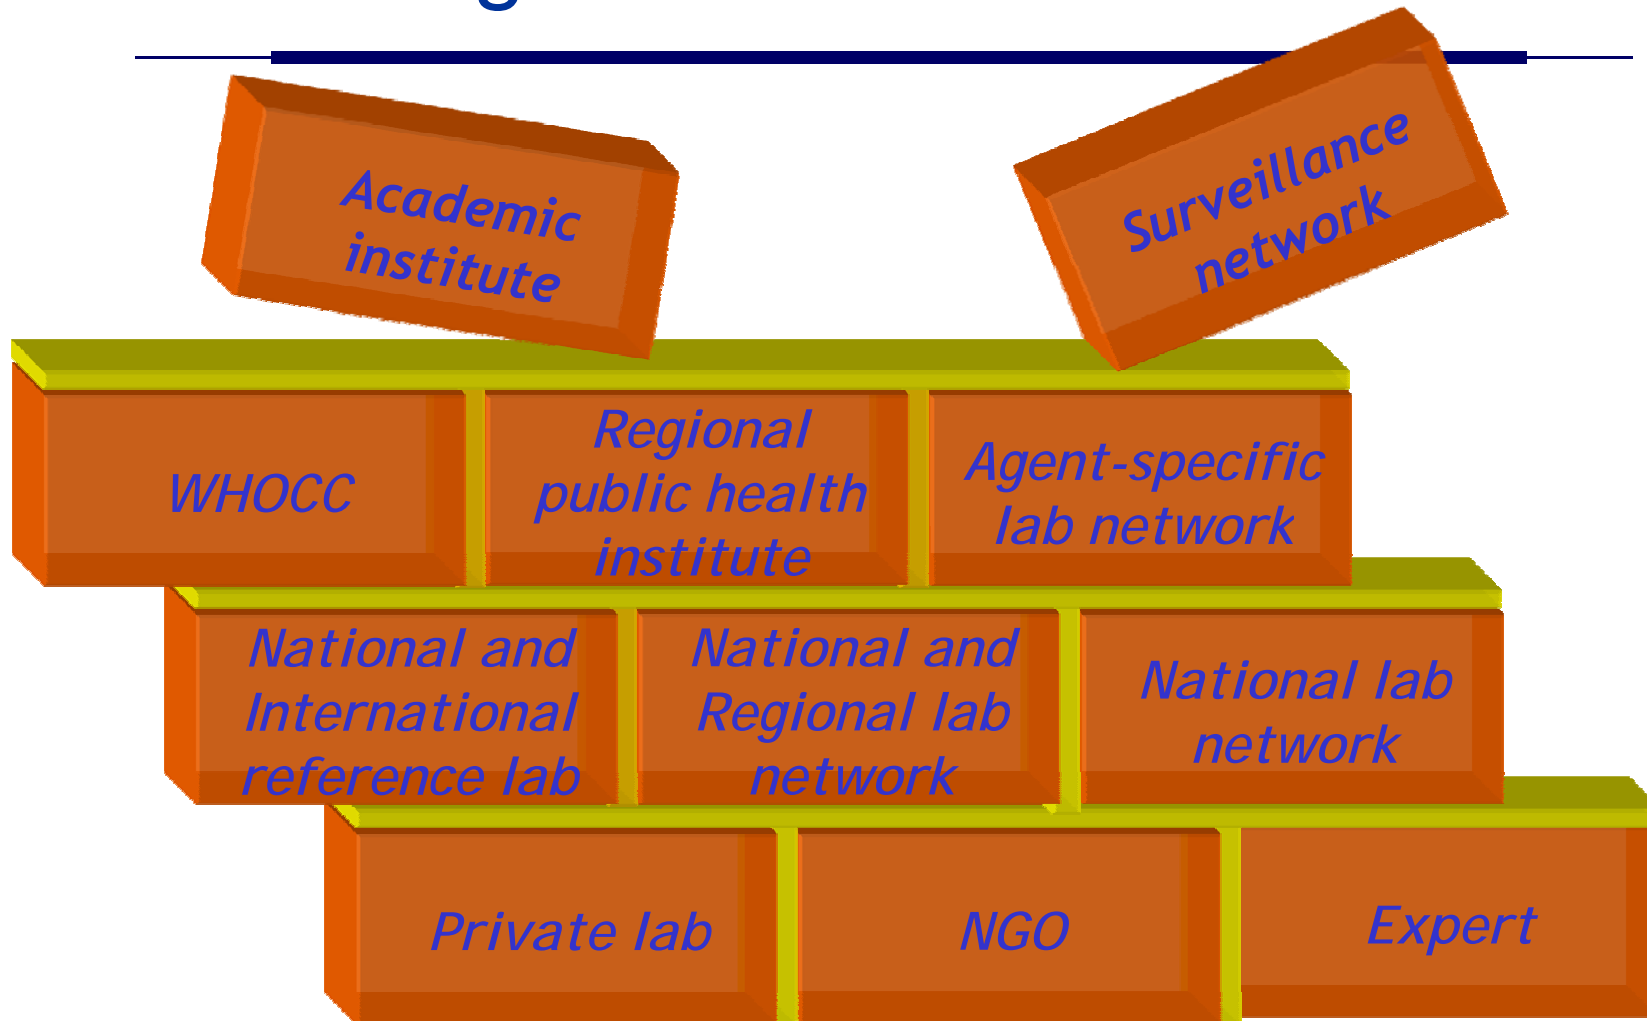 Academic
institute
Surveillance
network
WHOCC
Regional
public health
institute
Agent-specific
lab network
National and
International
reference lab
National and
Regional lab
network
National lab
network
Private lab
NGO
Expert